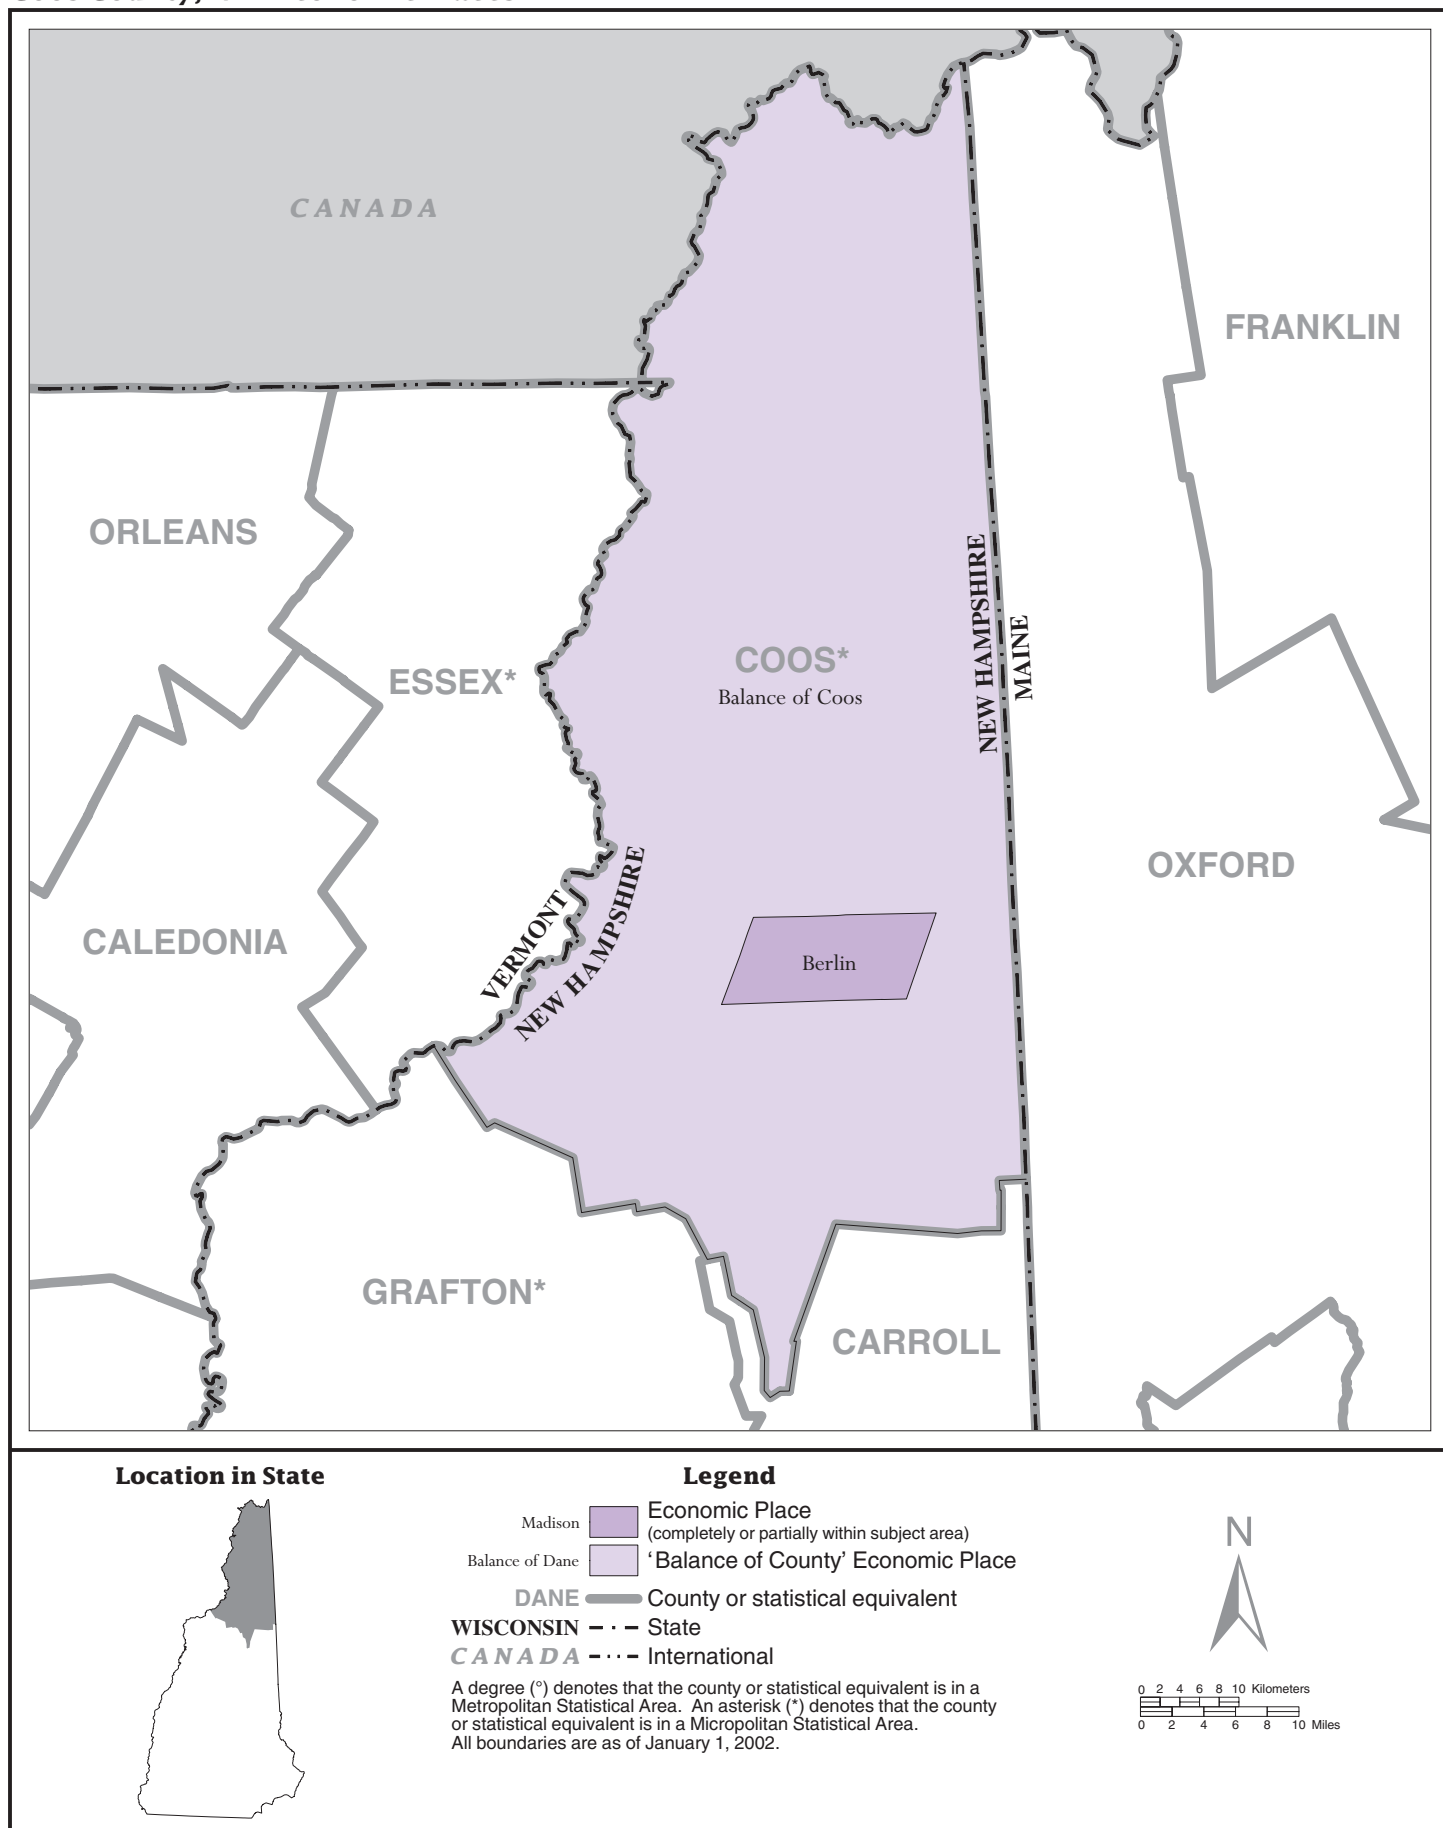 CANADA
FRANKLIN
ORLEANS
ESSEX*
COOS*
Balance of Coos
NEW HAMPSHIRE
MAINE
OXFORD
CALEDONIA
VERMONT
NEW HAMPSHIRE
Berlin
GRAFTON*
CARROLL
Location in State
Legend
Madison
Economic Place
(completely or partially within subject area)
Balance of Dane
‘Balance of County’ Economic Place
DANE
County or statistical equivalent
WISCONSIN
State
CANADA
International
A degree (°) denotes that the county or statistical equivalent is in a
Metropolitan Statistical Area. An asterisk (*) denotes that the county
or statistical equivalent is in a Micropolitan Statistical Area.
All boundaries are as of January 1, 2002.
N
0 2 4 6 8 10 Kilometers
0 2 4 6 8 10 Miles